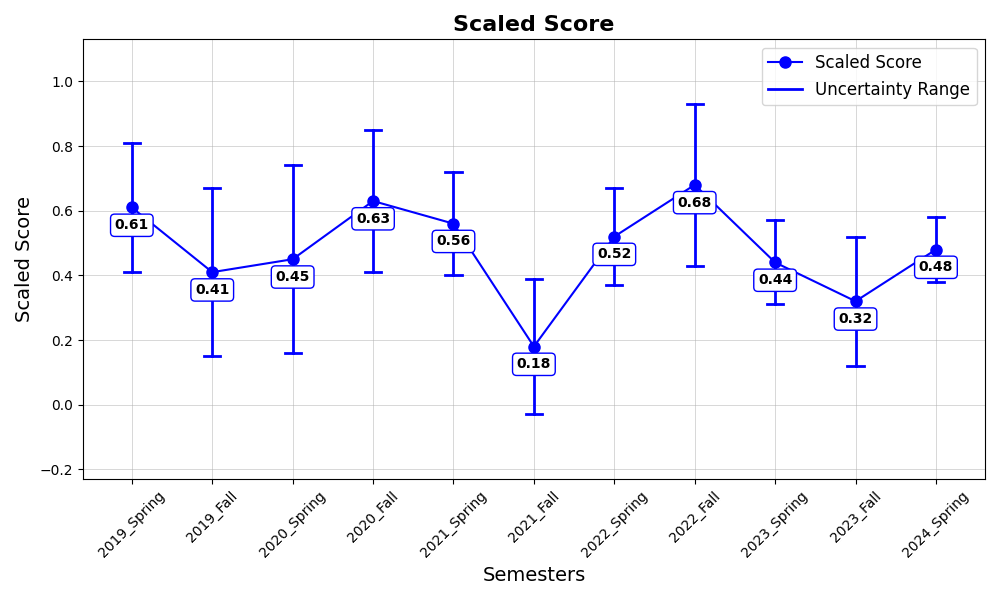 Scaled Score
Scaled Score
Uncertainty Range
Scaled Score
1.0
0.8
0.6
0.4
0.2
0.0
−0.2
0.61
0.41
0.45
0.63
0.56
0.18
0.52
0.68
0.44
0.32
0.48
2019_Spring
2019_Fall
2020_Spring
2020_Fall
2021_Spring
2021_Fall
2022_Spring
2022_Fall
2023_Spring
2023_Fall
2024_Spring
Semesters